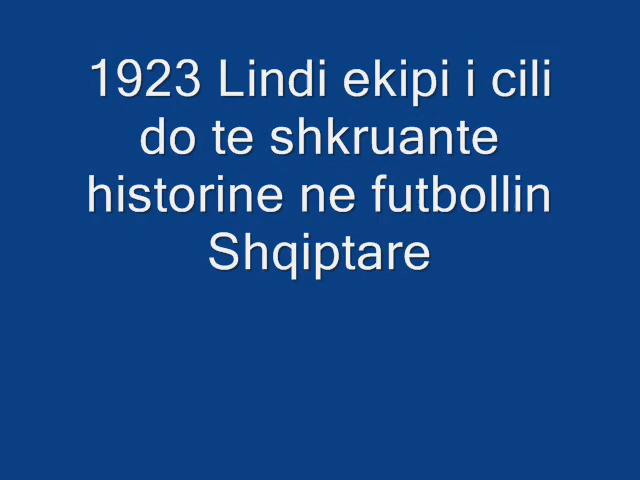 1923 Lindi ekipi i cili
do te shkruante
historine ne futbollin
Shqiptare